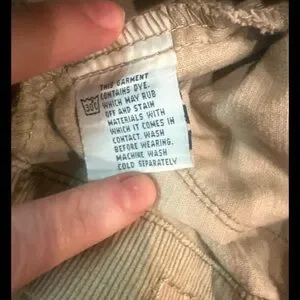 THIS GARMENT
CONTAINS DYE,
WHICH MAY RUB
OFF AND STAIN
MATERIALS WITH
WHICH IT COMES IN
CONTACT. WASH
BEFORE WEARING.
MACHINE WASH
COLD SEPARATELY